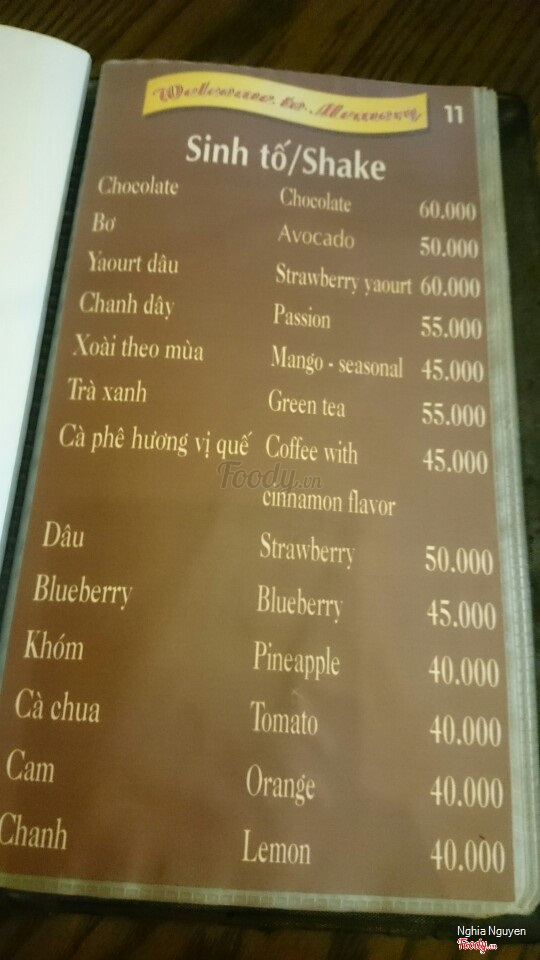 Welcome to Memory 11
Sinh tố/Shake
Chocolate Chocolate 60.000
Bơ Avocado 50.000
Yaourt dâu Strawberry yaourt 60.000
Chanh dây Passion 55.000
Xoài theo mùa Mango - seasonal 45.000
Trà xanh Green tea 55.000
Cà phê hương vị quế Coffee with 45.000
Foody.vn
cinnamon flavor
Dâu Strawberry 50.000
Blueberry Blueberry 45.000
Khóm Pineapple 40.000
Cà chua Tomato 40.000
Cam Orange 40.000
Chanh Lemon 40.000
Nghia Nguyen
Foody.vn